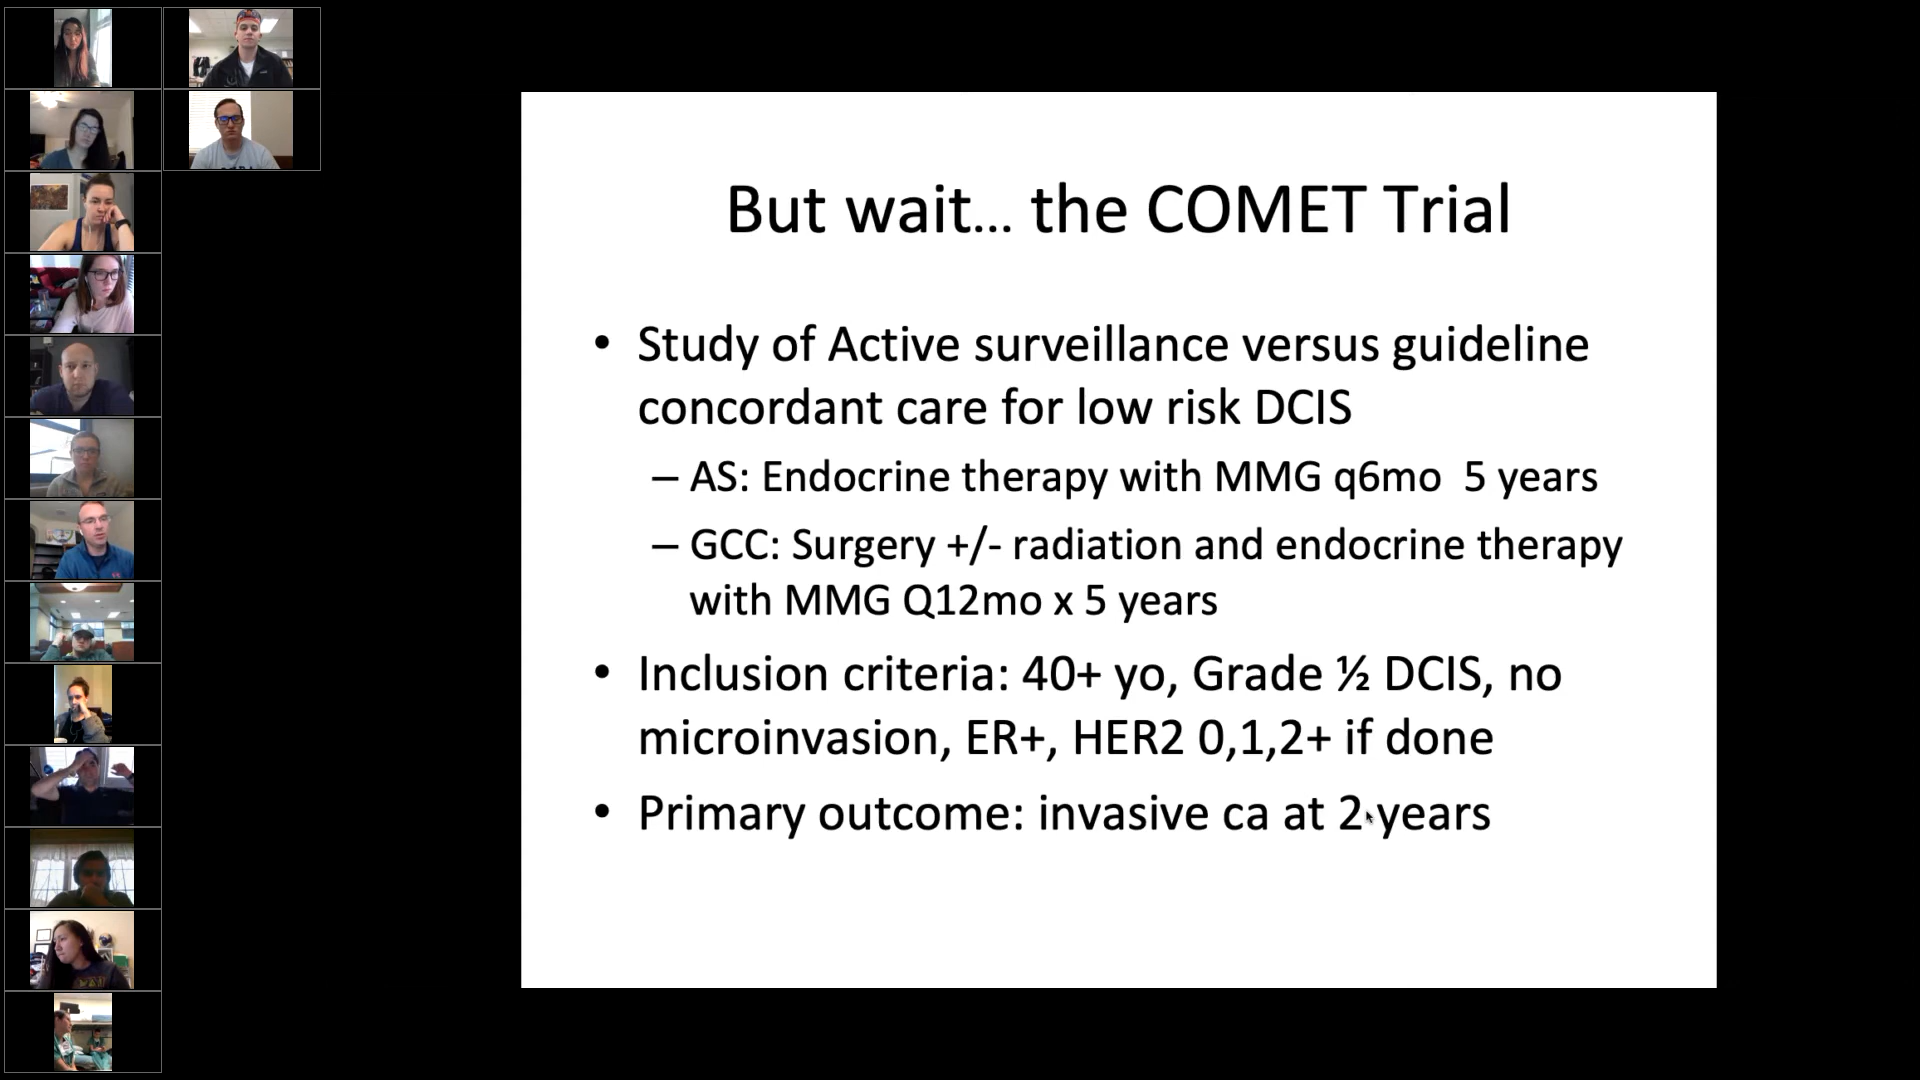 But wait... the COMET Trial
• Study of Active surveillance versus guideline
concordant care for low risk DCIS
– AS: Endocrine therapy with MMG q6mo  5 years
– GCC: Surgery +/- radiation and endocrine therapy
with MMG Q12mo x 5 years
• Inclusion criteria: 40+ yo, Grade ½ DCIS, no
microinvasion, ER+, HER2 0,1,2+ if done
• Primary outcome: invasive ca at 2 years